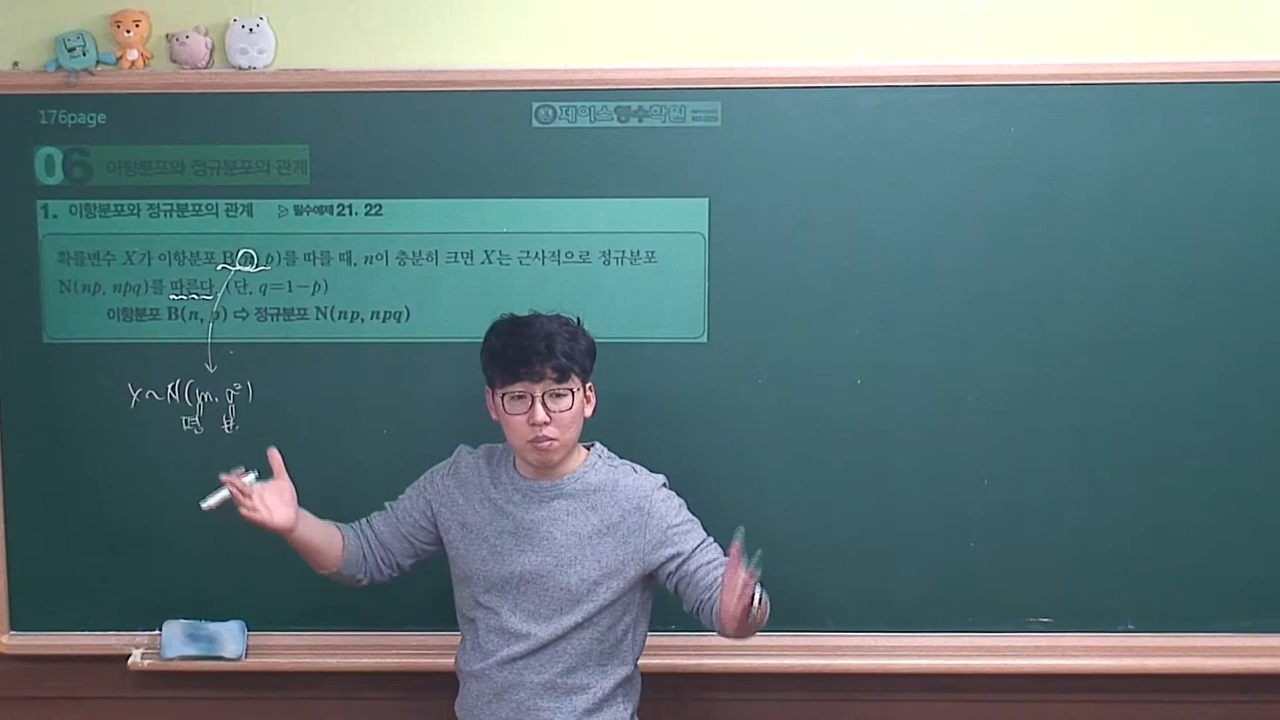 176page
제이스영수학원
06 이항분포와 정규분포의 관계
1. 이항분포와 정규분포의 관계 ▷ 필수예제 21, 22
확률변수 X가 이항분포 B(n, p)를 따를 때, n이 충분히 크면 X는 근사적으로 정규분포
N(np, npq)를 따른다. (단, q=1-p)
이항분포 B(n, p) ⇨ 정규분포 N(np, npq)
X~N(m, σ²)
평 분